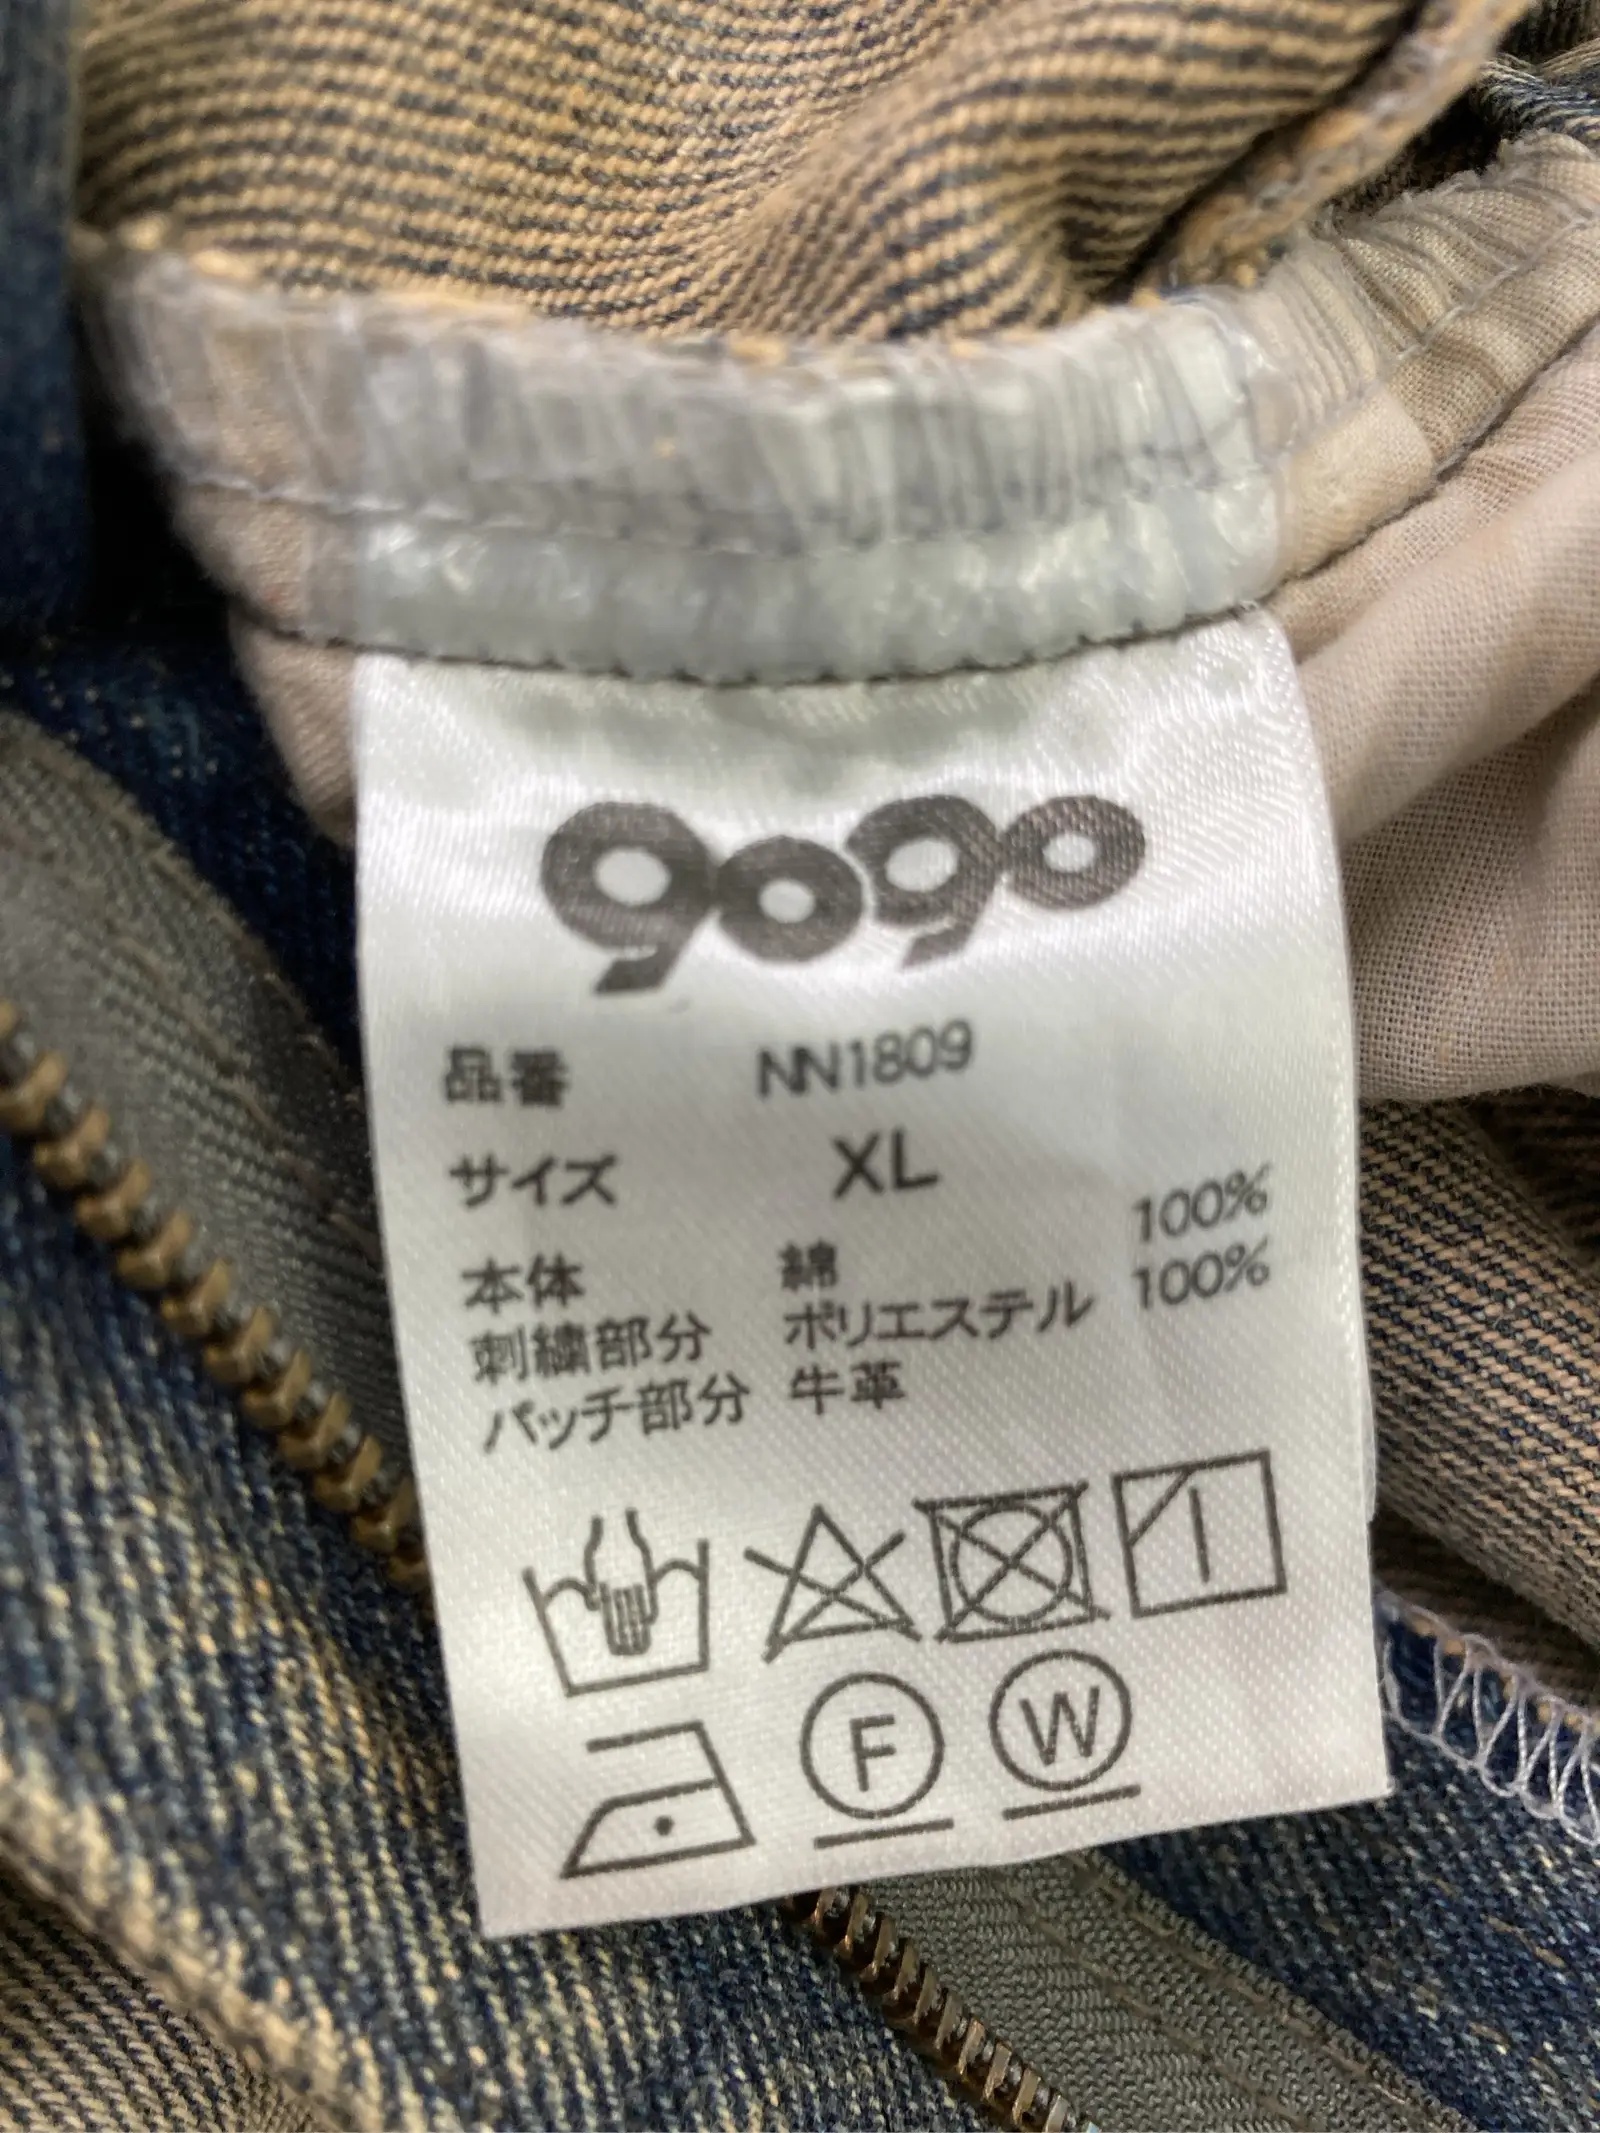 gogo
品番 NN1809
サイズ XL
本体 綿 100%
刺繍部分 ポリエステル 100%
パッチ部分 牛革
F W